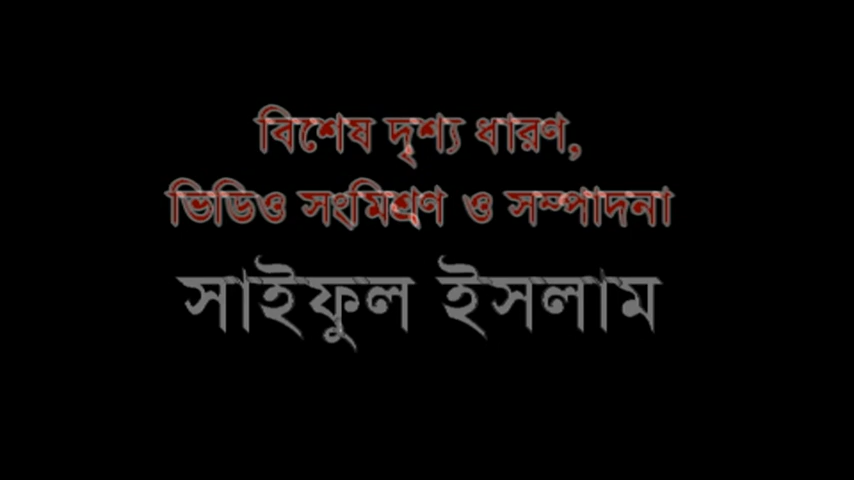 বিশেষ দৃশ্য ধারণ,
ভিডিও সংমিশ্রণ ও সম্পাদনা
সাইফুল ইসলাম